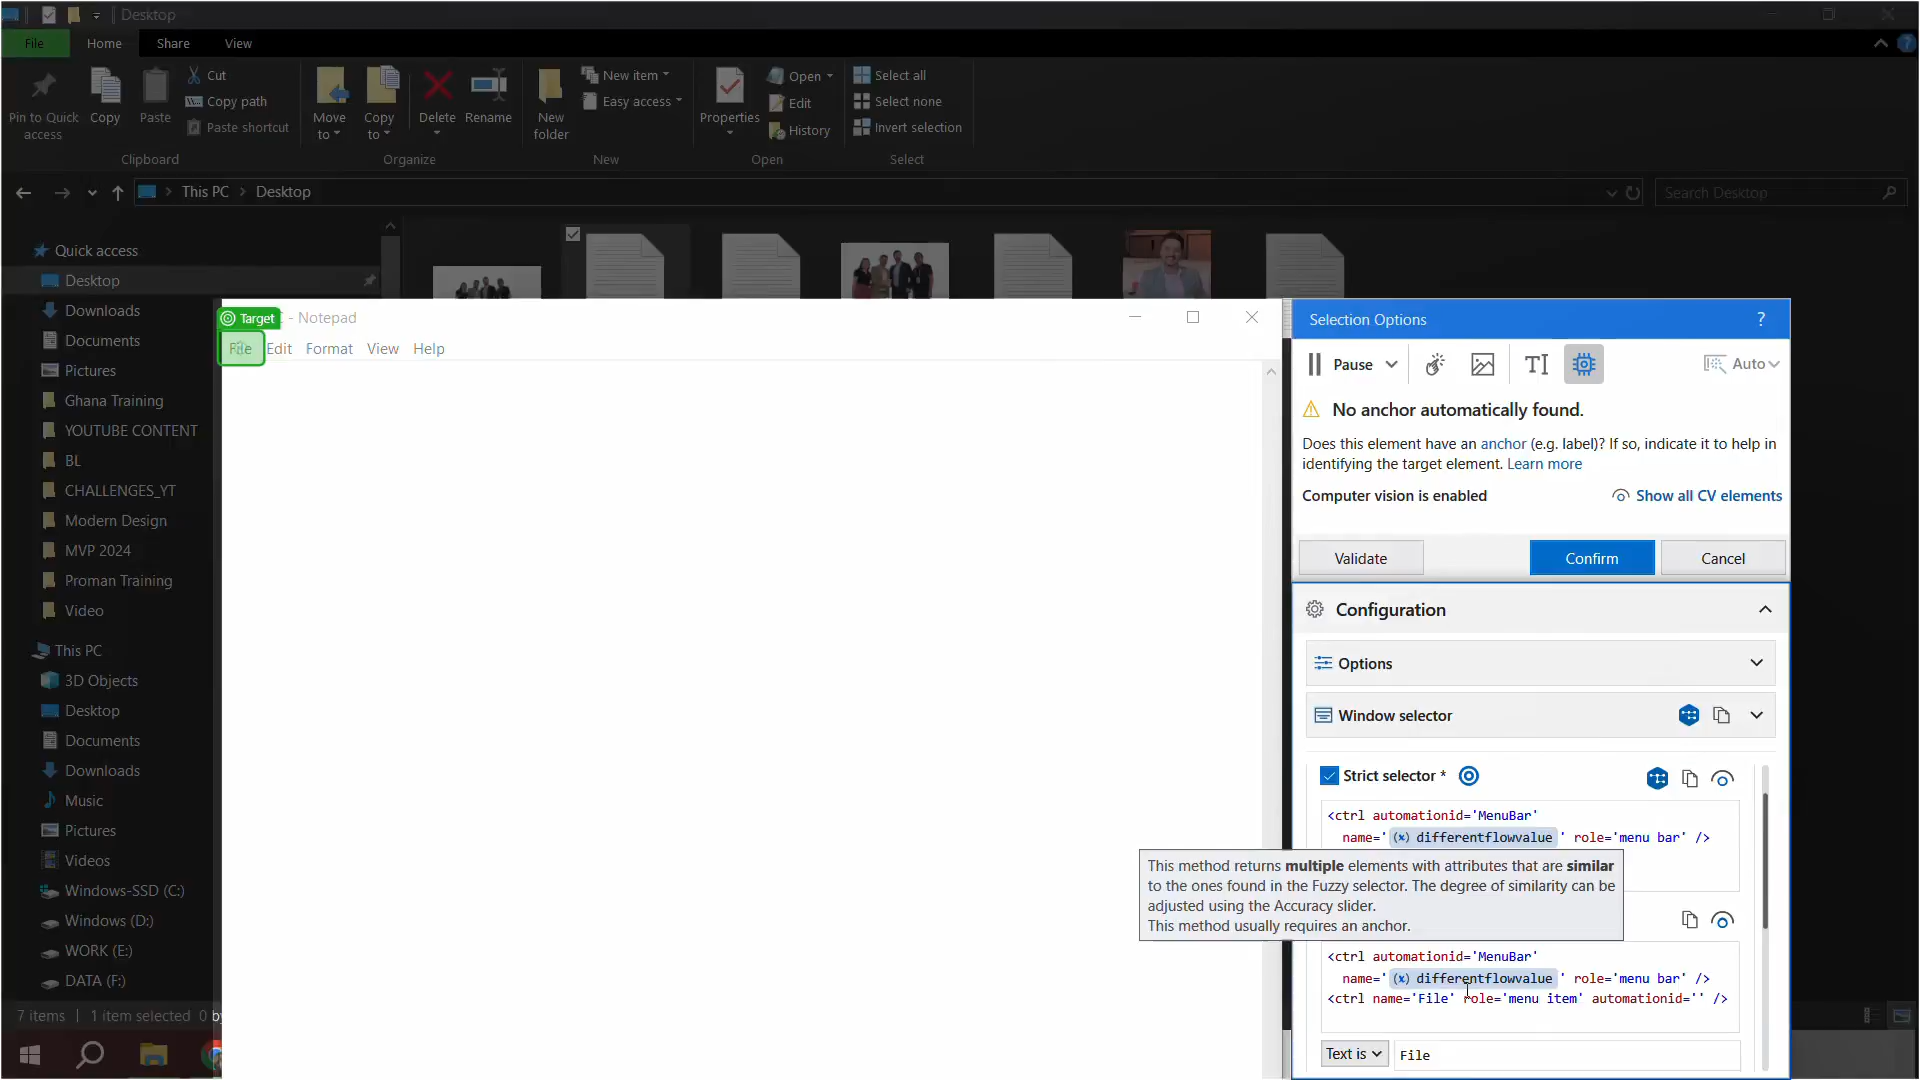 Desktop
File
Home
Share
View
Pin to Quick access
Copy
Paste
Cut
Copy path
Paste shortcut
Move to
Copy to
Delete
Rename
New folder
New item
Easy access
Properties
Open
Edit
History
Select all
Select none
Invert selection
Clipboard
Organize
New
Open
Select
This PC
Desktop
Search Desktop
Quick access
Desktop
Downloads
Documents
Pictures
Ghana Training
YOUTUBE CONTENT
BL
CHALLENGES_YT
Modern Design
MVP 2024
Proman Training
Video
This PC
3D Objects
Desktop
Documents
Downloads
Music
Pictures
Videos
Windows-SSD (C:)
Windows (D:)
WORK (E:)
DATA (F:)
7 items
1 item selected 0 by
Target
- Notepad
File Edit Format View Help
Selection Options
?
Pause
Auto
No anchor automatically found.
Does this element have an anchor (e.g. label)? If so, indicate it to help in
identifying the target element. Learn more
Computer vision is enabled
Show all CV elements
Validate
Confirm
Cancel
Configuration
Options
Window selector
Strict selector *
<ctrl automationid='MenuBar'
name=' (x) differentflowvalue ' role='menu bar' />
This method returns multiple elements with attributes that are similar
to the ones found in the Fuzzy selector. The degree of similarity can be
adjusted using the Accuracy slider.
This method usually requires an anchor.
<ctrl automationid='MenuBar'
name=' (x) differentflowvalue ' role='menu bar' />
<ctrl name='File' role='menu item' automationid='' />
Text is
File